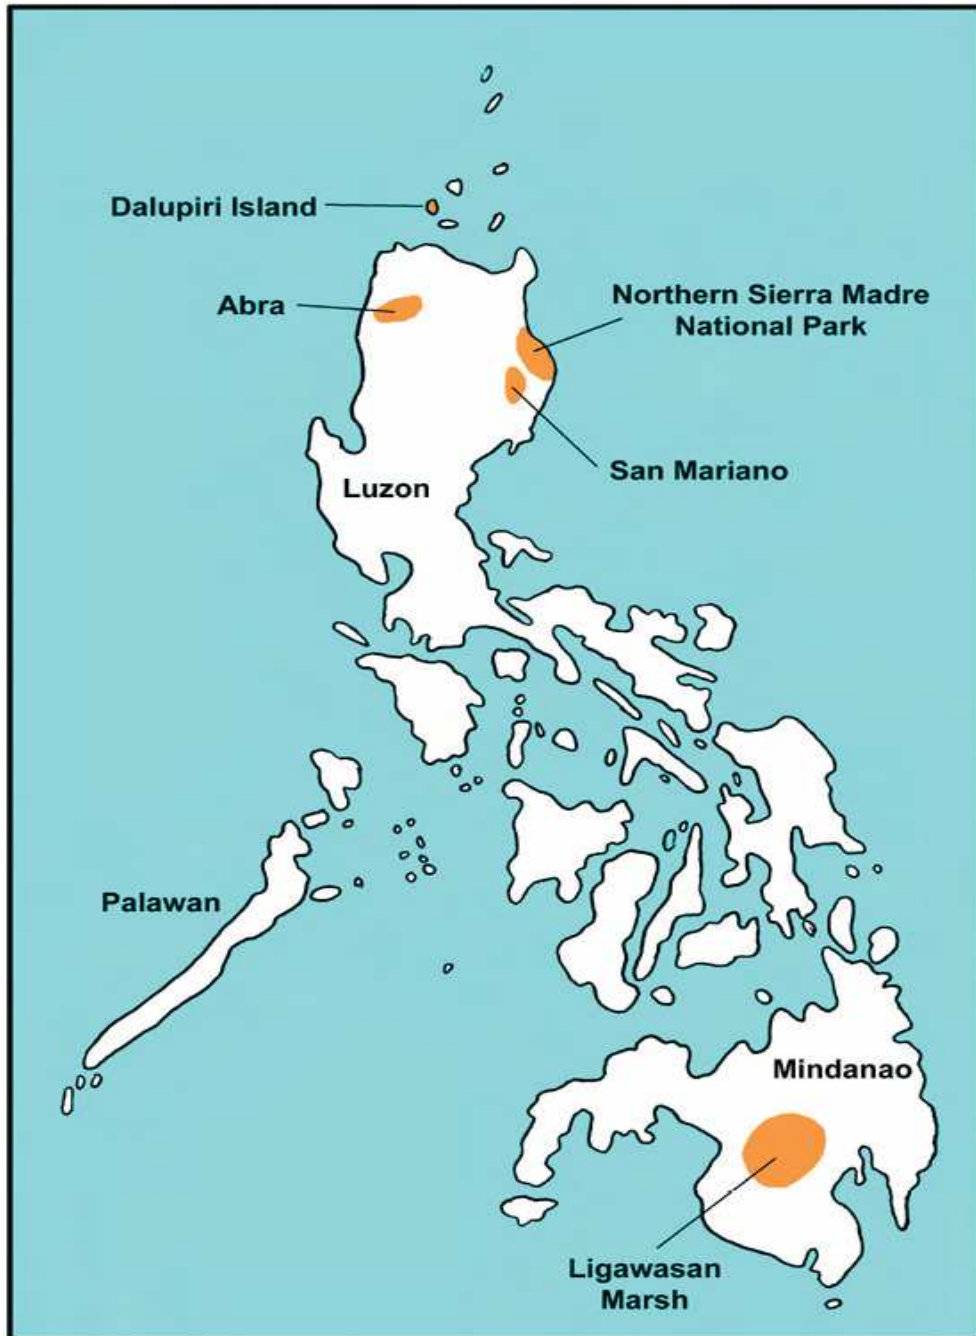 Dalupiri Island
Abra
Northern Sierra Madre
National Park
San Mariano
Luzon
Palawan
Mindanao
Ligawasan
Marsh